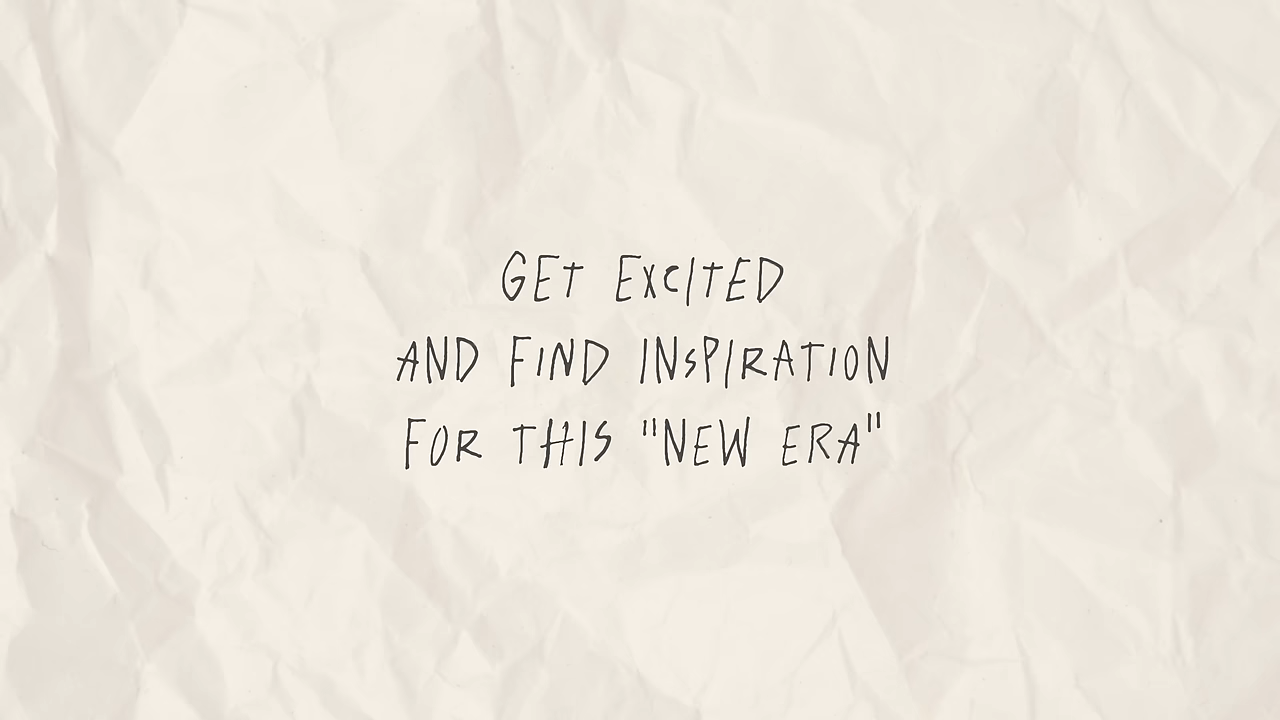 GET EXCITED
AND FIND INSPIRATION
FOR THIS "NEW ERA"